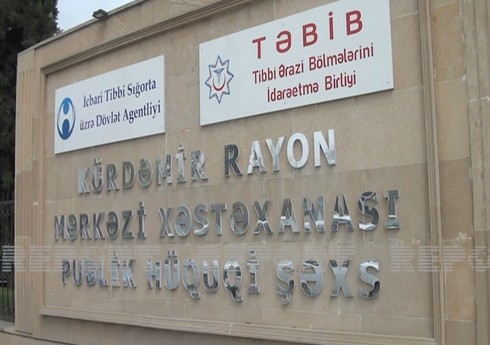 İcbari Tibbi Sığorta
üzrə Dövlət Agentliyi
TƏBİB
Tibbi Ərazi Bölmələrini
İdarəetmə Birliyi
KÜRDƏMİR RAYON
MƏRKƏZİ XƏSTƏXANASI
PUBLİK HÜQUQİ ŞƏXS